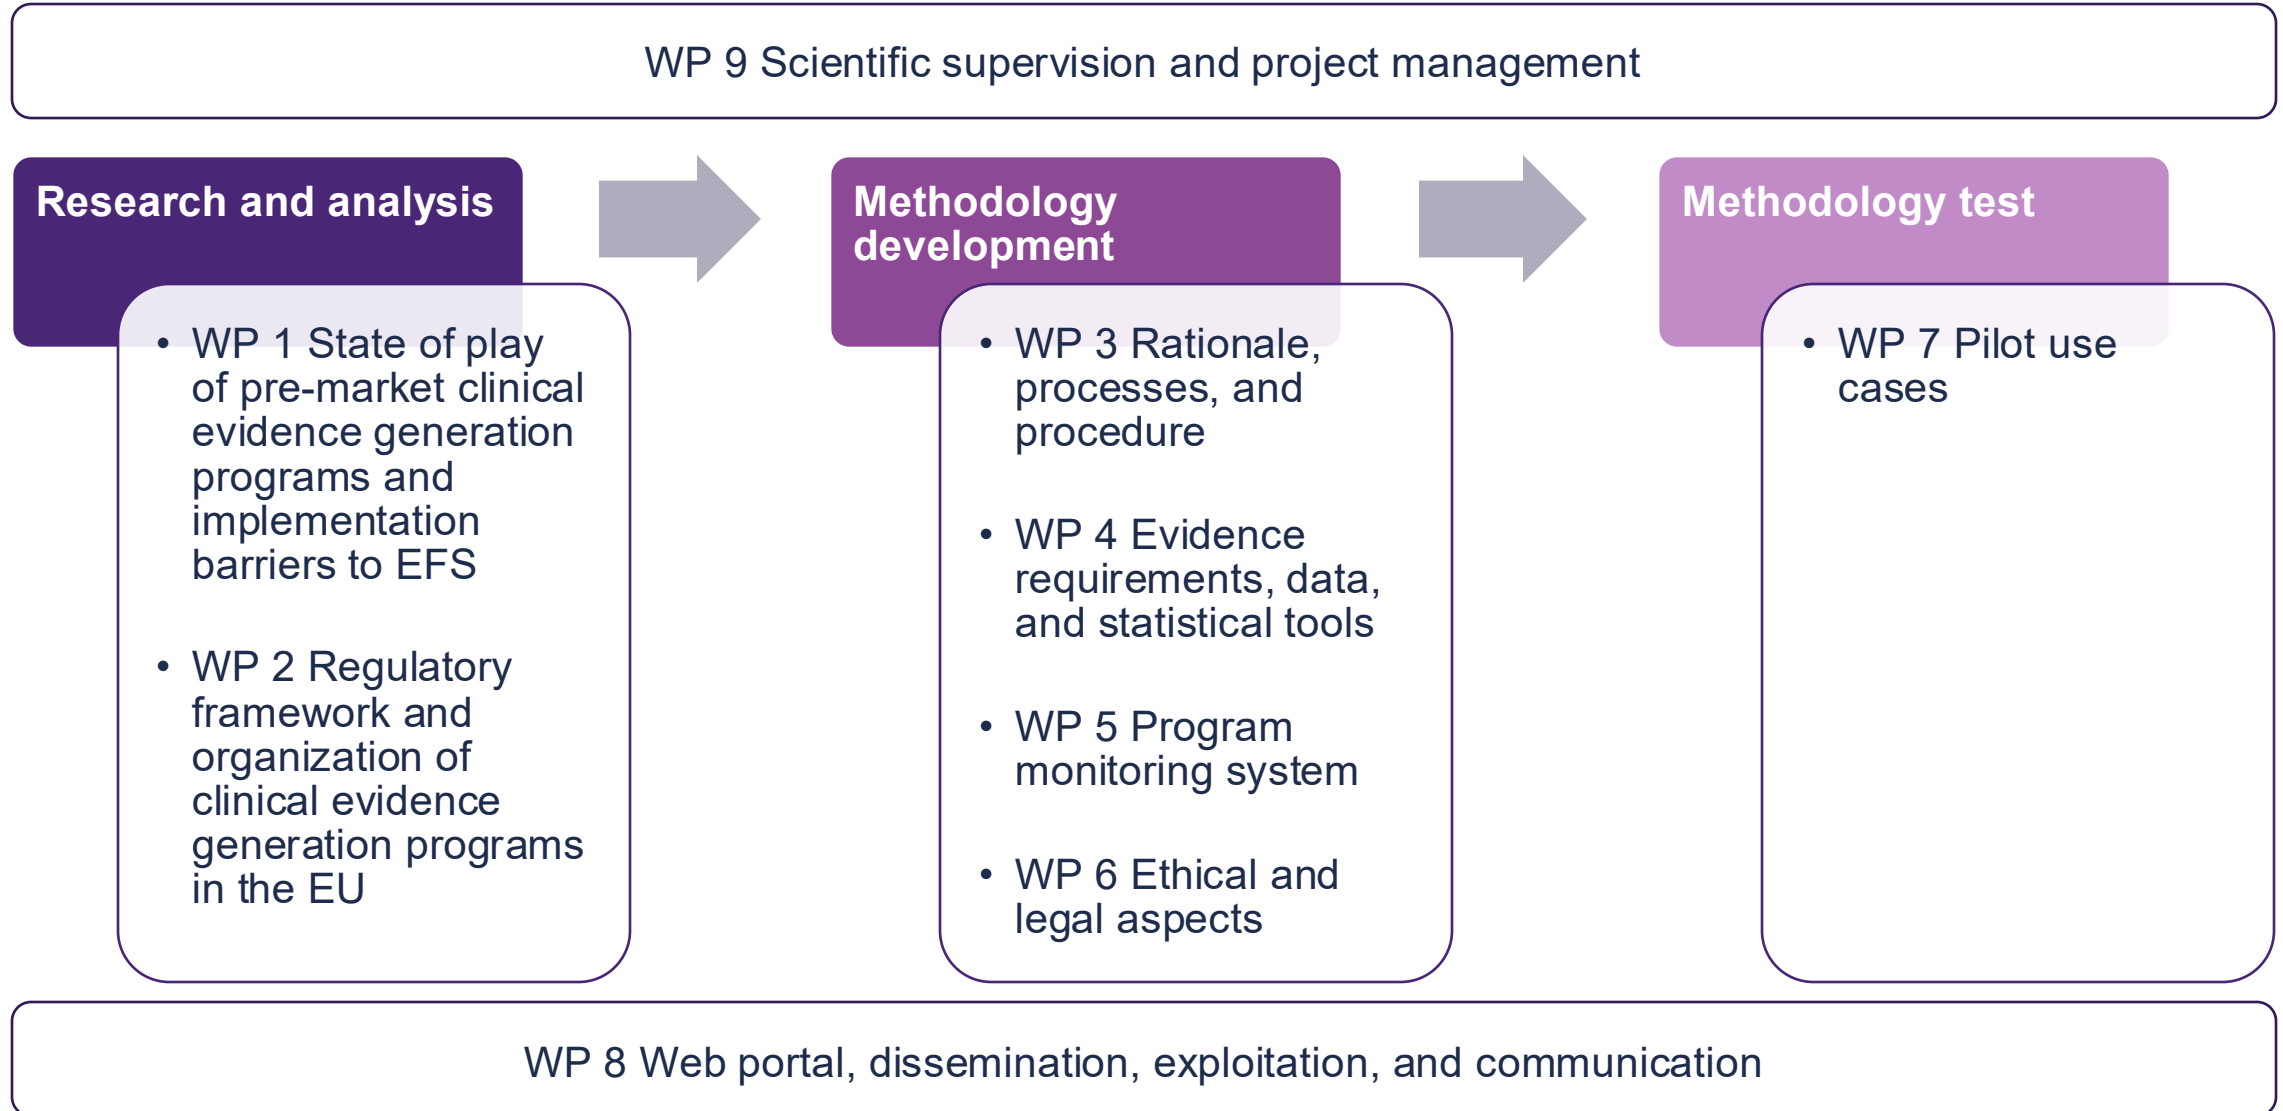 WP 9 Scientific supervision and project management
Research and analysis
• WP 1 State of play
of pre-market clinical
evidence generation
programs and
implementation
barriers to EFS
• WP 2 Regulatory
framework and
organization of
clinical evidence
generation programs
in the EU
Methodology
development
• WP 3 Rationale,
processes, and
procedure
• WP 4 Evidence
requirements, data,
and statistical tools
• WP 5 Program
monitoring system
• WP 6 Ethical and
legal aspects
Methodology test
• WP 7 Pilot use
cases
WP 8 Web portal, dissemination, exploitation, and communication